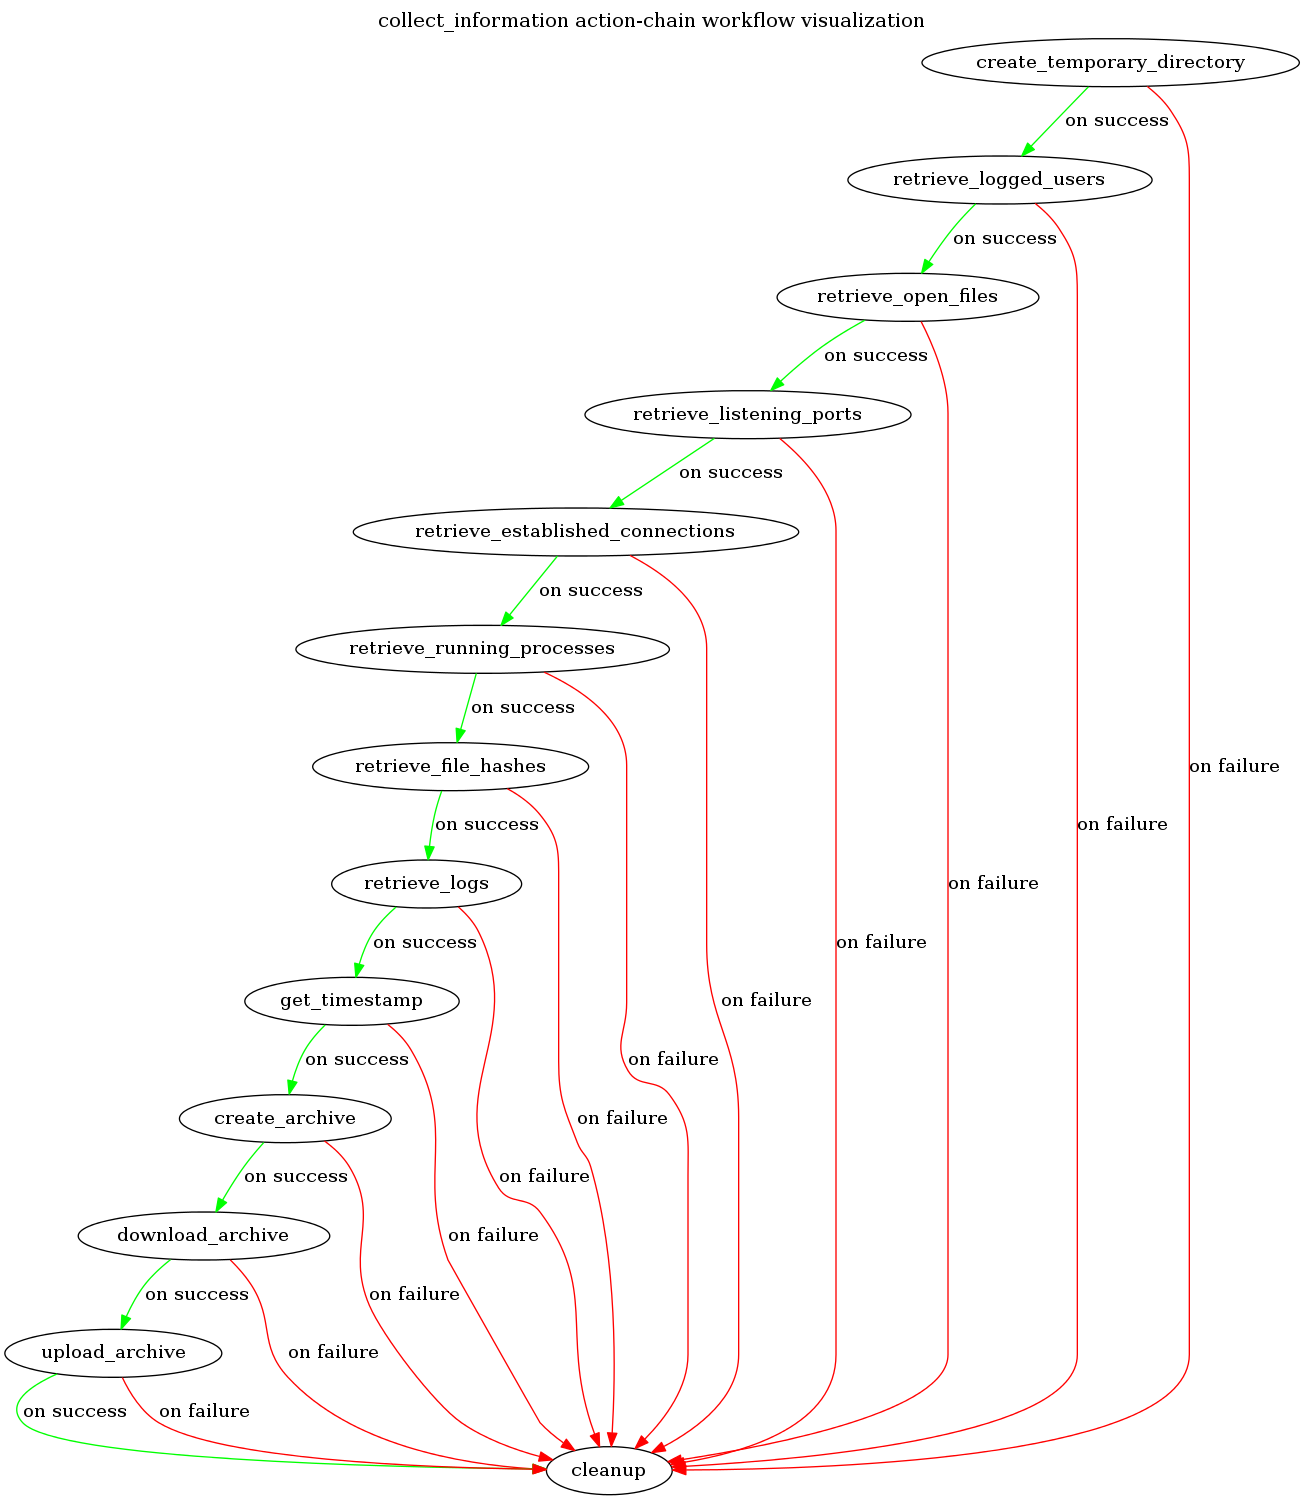 collect_information action-chain workflow visualization
create_temporary_directory
on success
retrieve_logged_users
on success
retrieve_open_files
on success
retrieve_listening_ports
on success
retrieve_established_connections
on success
retrieve_running_processes
on success
retrieve_file_hashes
on failure
on success
on failure
retrieve_logs
on failure
on success
on failure
get_timestamp
on failure
on success
on failure
create_archive
on failure
on success
on failure
download_archive
on failure
on success
on failure
upload_archive
on failure
on success
on failure
cleanup